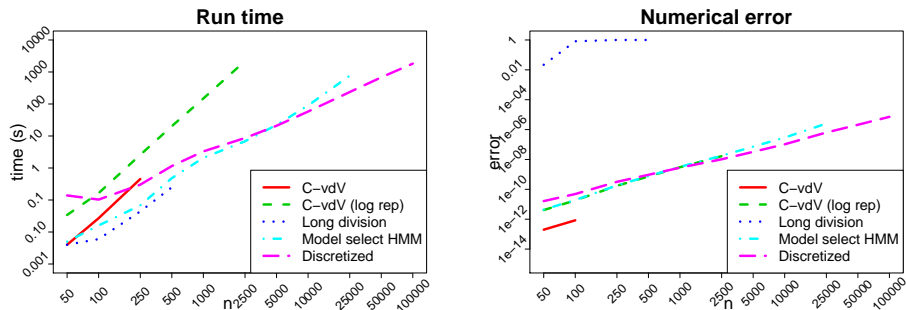 Run time
time (s)
10000
1000
100
10
1
0.1
0.10
0.001
C−vdV
C−vdV (log rep)
Long division
Model select HMM
Discretized
50
100
250
500
1000
2500
5000
10000
25000
50000
100000
n
Numerical error
error
1
0.01
1e−04
1e−06
1e−08
1e−10
1e−12
1e−14
C−vdV
C−vdV (log rep)
Long division
Model select HMM
Discretized
50
100
250
500
1000
2500
5000
10000
25000
50000
100000
n